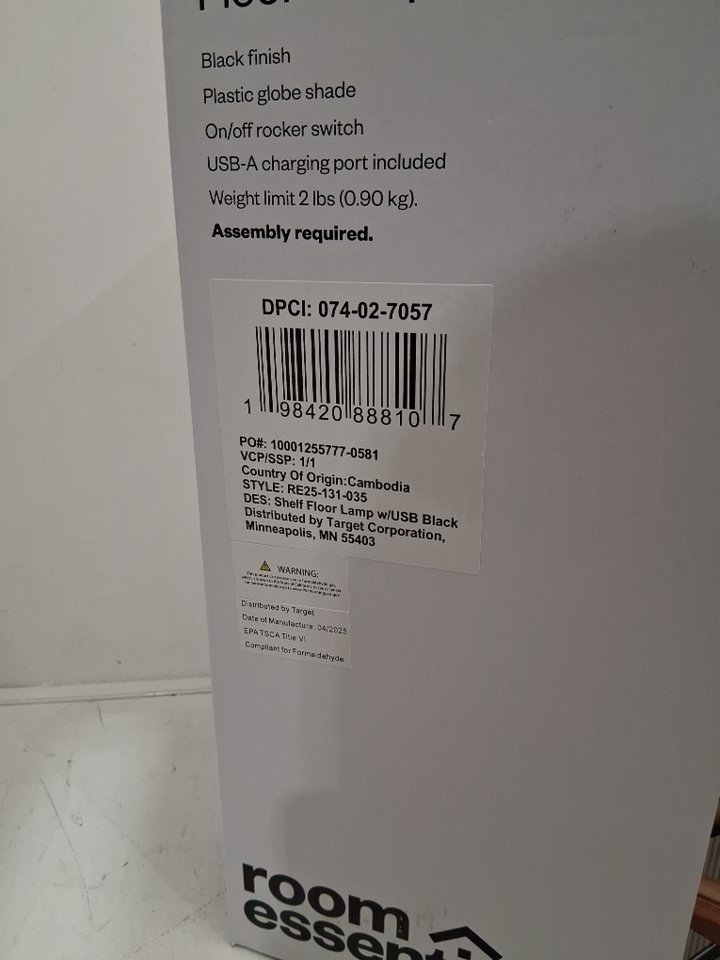 Floor
Black finish
Plastic globe shade
On/off rocker switch
USB-A charging port included
Weight limit 2 lbs (0.90 kg).
Assembly required.
DPCI: 074-02-7057
1 98420 88810 7
PO#: 10001255777-0581
VCP/SSP: 1/1
Country Of Origin:Cambodia
STYLE: RE25-131-035
DES: Shelf Floor Lamp w/USB Black
Distributed by Target Corporation,
Minneapolis, MN 55403
WARNING:
Distributed by Target
Date of Manufacture: 04/2025
EPA TSCA Title VI
Compliant for Formaldehyde
room
essenti